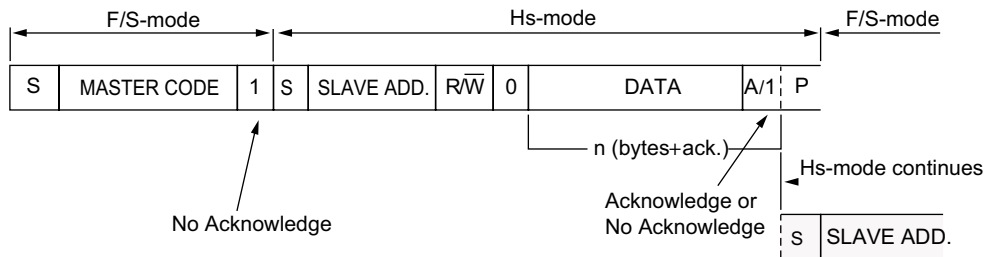 F/S-mode Hs-mode F/S-mode
S MASTER CODE 1 S SLAVE ADD. R/W̅ 0 DATA A/1 P
n (bytes+ack.)
Hs-mode continues
No Acknowledge
Acknowledge or
No Acknowledge
S SLAVE ADD.